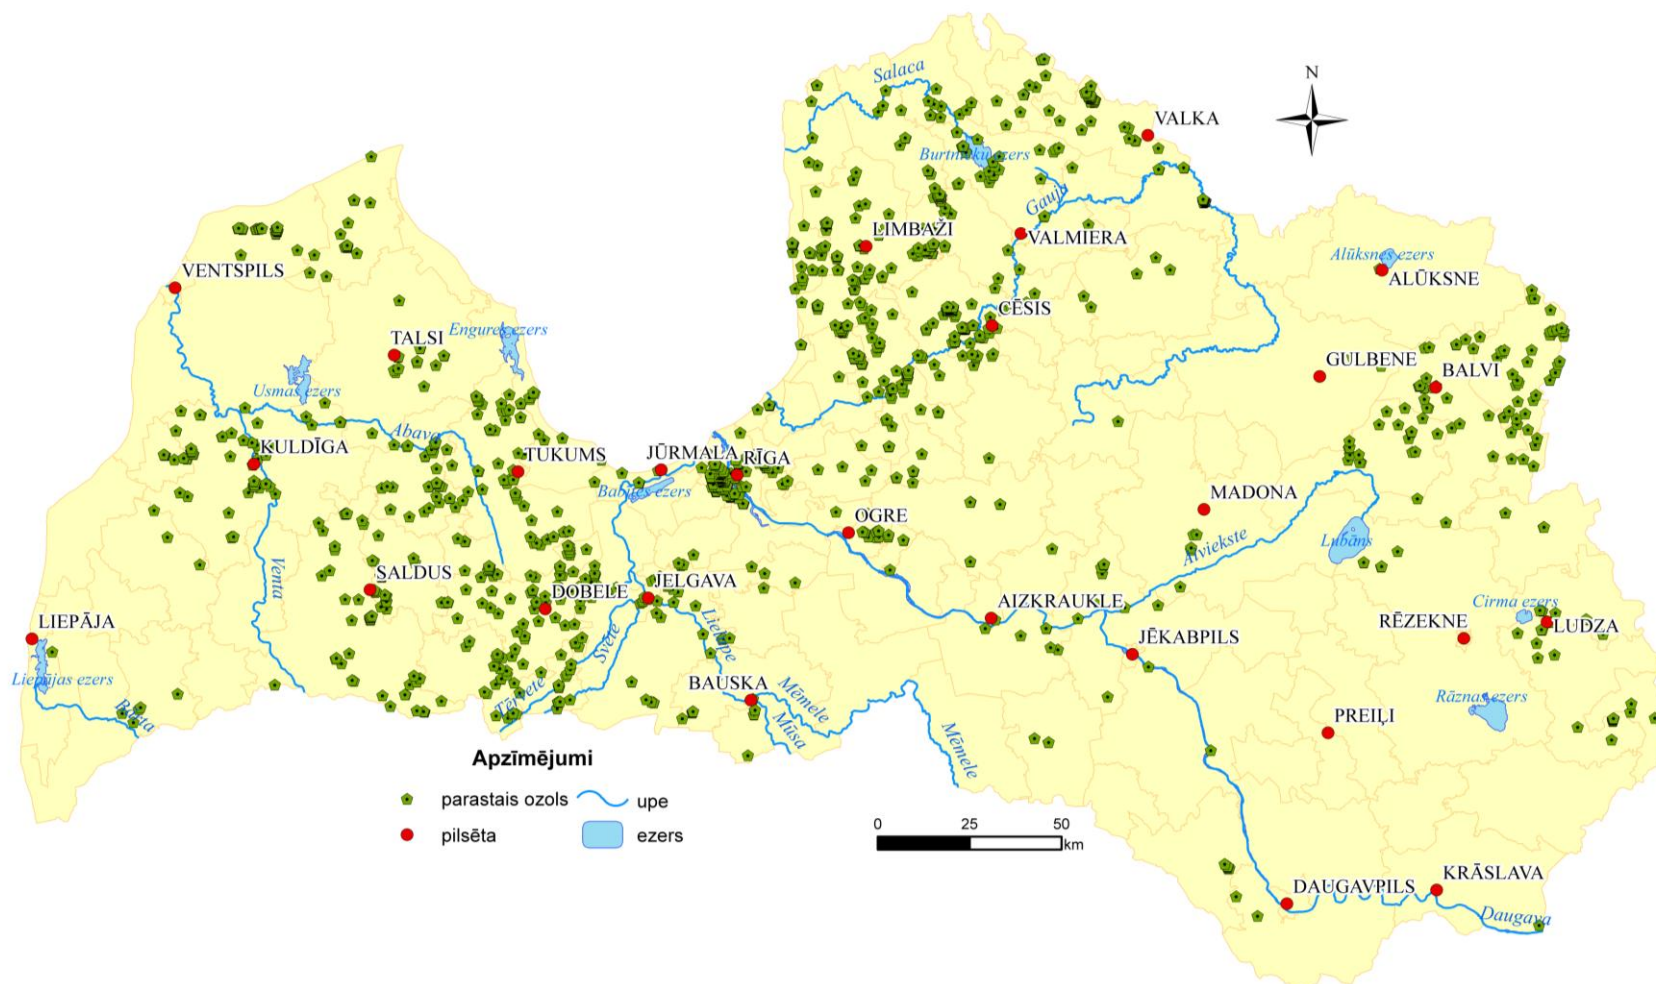 Salaca
N
VALKA
Burtnieku ezers
Gauja
LIMBAŽI
VALMIERA
Alūksnes ezers
ALŪKSNE
VENTSPILS
CĒSIS
Engures ezers
TALSI
GULBENE
BALVI
Usmas ezers
Abava
KULDĪGA
TUKUMS
JŪRMALA
RĪGA
Babītes ezers
MADONA
OGRE
Aiviekste
Lubāns
Venta
SALDUS
JELGAVA
DOBELE
AIZKRAUKLE
Cirma ezers
LIEPĀJA
Svēte
Lielupe
JĒKABPILS
RĒZEKNE
LUDZA
Liepājas ezers
BAUSKA
Mēmele
Rāznas ezers
Tērvete
Bārta
Mūsa
PREIĻI
Mēmele
Apzīmējumi
parastais ozols
upe
pilsēta
ezers
0 25 50
km
DAUGAVPILS
KRĀSLAVA
Daugava